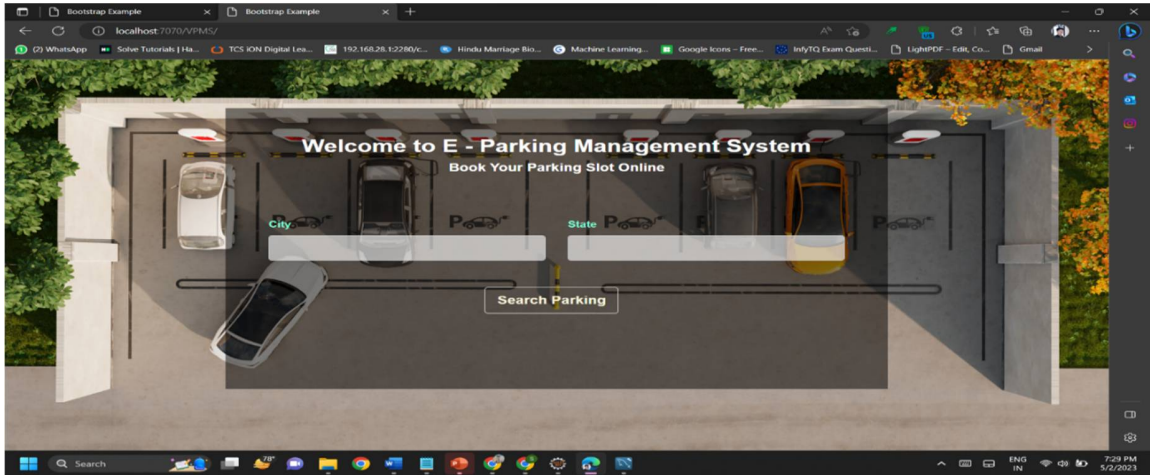 Bootstrap Example
Bootstrap Example
localhost:7070/VPMS/
(2) WhatsApp
Solve Tutorials | Ha...
TCS iON Digital Lea...
192.168.28.1:2280/c...
Hindu Marriage Bio...
Machine Learning...
Google Icons – Free...
InfyTQ Exam Questi...
LightPDF – Edit, Co...
Gmail
Welcome to E - Parking Management System
Book Your Parking Slot Online
City
State
P
P
P
P
Search Parking
Search
78°
ENG
IN
7:29 PM
5/2/2023